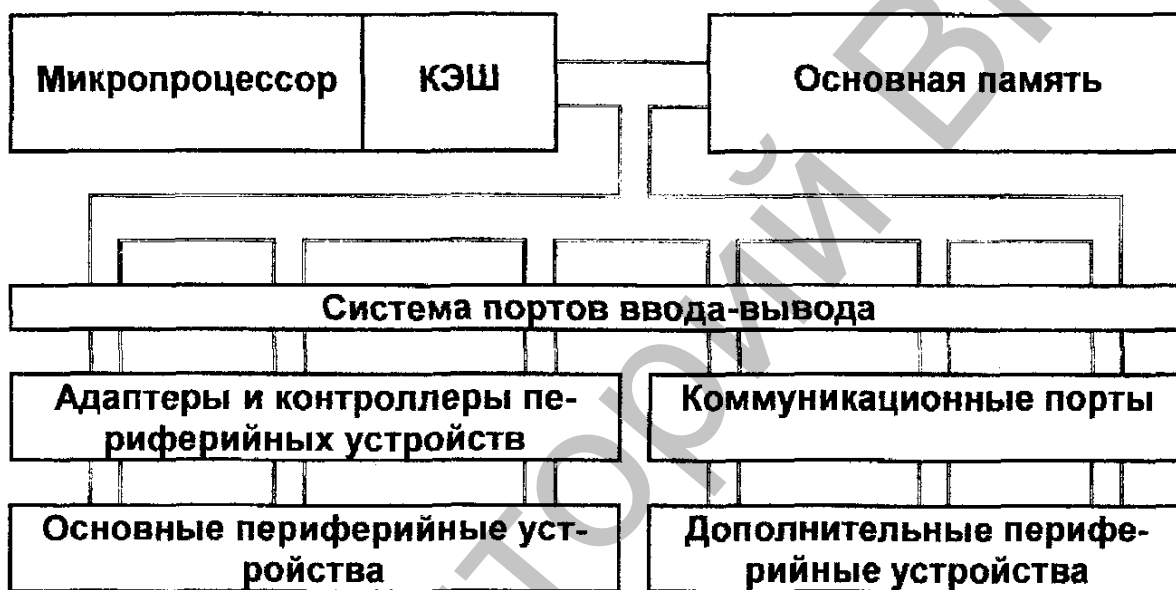 Микропроцессор КЭШ Основная память
Система портов ввода-вывода
Адаптеры и контроллеры пе-
риферийных устройств
Коммуникационные порты
Основные периферийные уст-
ройства
Дополнительные перифе-
рийные устройства